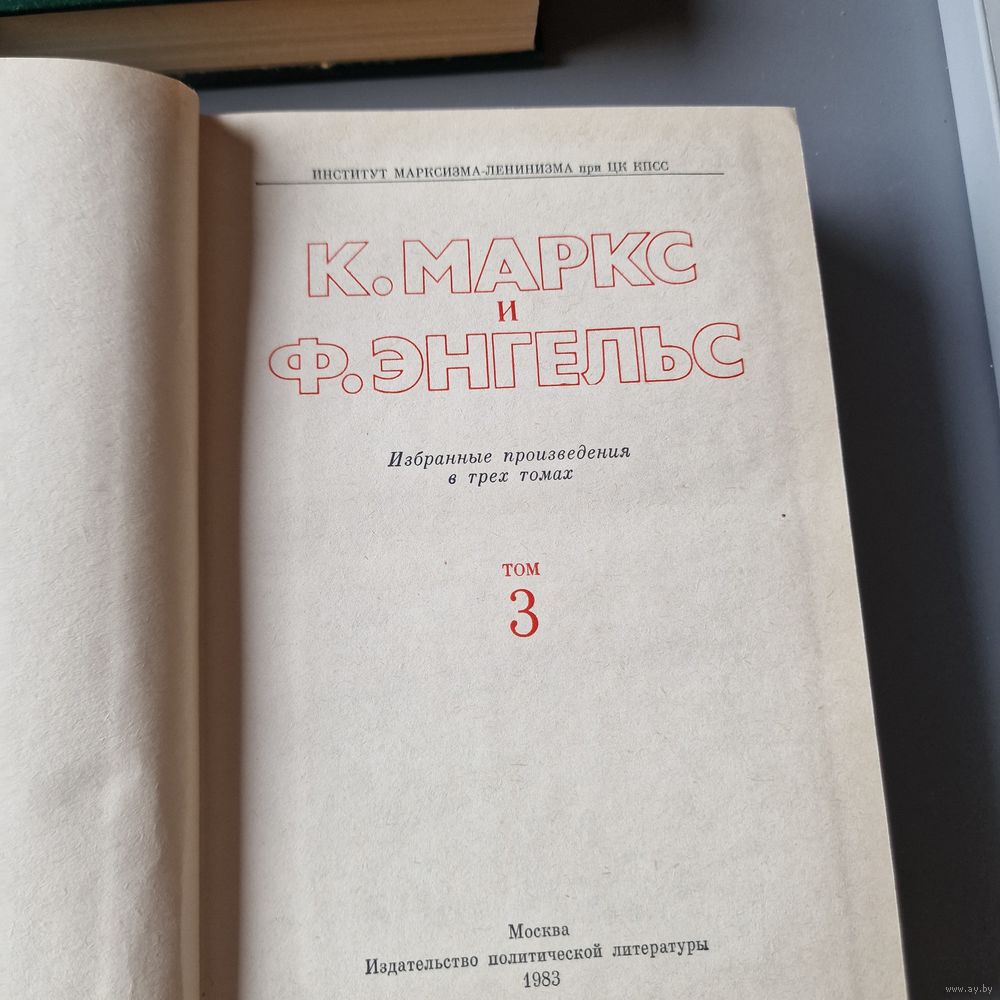 ИНСТИТУТ МАРКСИЗМА-ЛЕНИНИЗМА при ЦК КПСС
К. МАРКС
и
Ф. ЭНГЕЛЬС
Избранные произведения
в трех томах
ТОМ
3
Москва
Издательство политической литературы
1983
www.ay.by